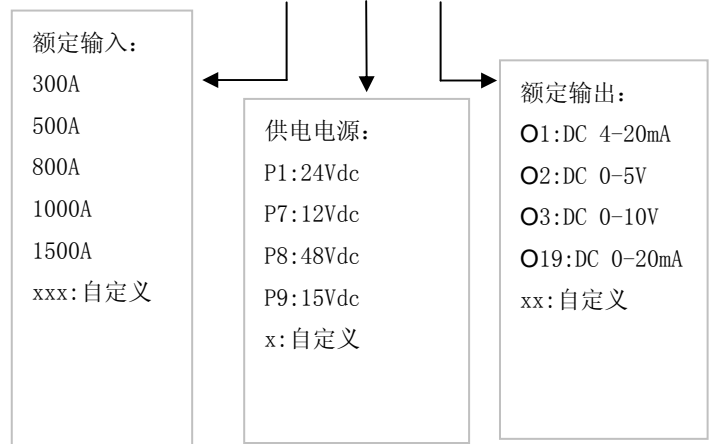 额定输入:
300A
500A
800A
1000A
1500A
xxx:自定义
供电电源:
P1:24Vdc
P7:12Vdc
P8:48Vdc
P9:15Vdc
x:自定义
额定输出:
O1:DC 4-20mA
O2:DC 0-5V
O3:DC 0-10V
O19:DC 0-20mA
xx:自定义